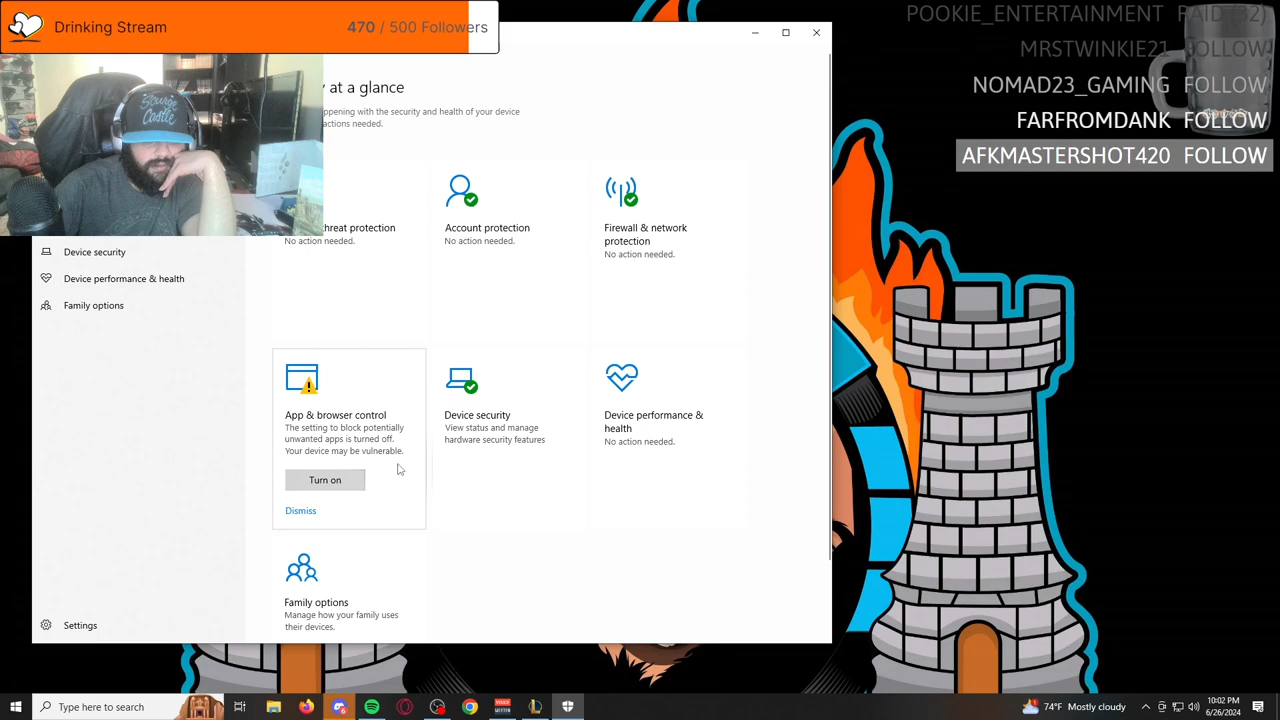 Drinking Stream
470 / 500 Followers
POOKIE_ENTERTAINMENT RAID
MRSTWINKIE21 FOLLOW
NOMAD23_GAMING FOLLOW
FARFROMDANK FOLLOW
AFKMASTERSHOT420 FOLLOW
Source
Castle
y at a glance
ppening with the security and health of your device
actions needed.
threat protection
No action needed.
Account protection
No action needed.
Firewall & network
protection
No action needed.
Device security
Device performance & health
Family options
App & browser control
The setting to block potentially
unwanted apps is turned off.
Your device may be vulnerable.
Turn on
Dismiss
Device security
View status and manage
hardware security features
Device performance &
health
No action needed.
Family options
Manage how your family uses
their devices.
Settings
Type here to search
74°F Mostly cloudy
10:02 PM
6/26/2024